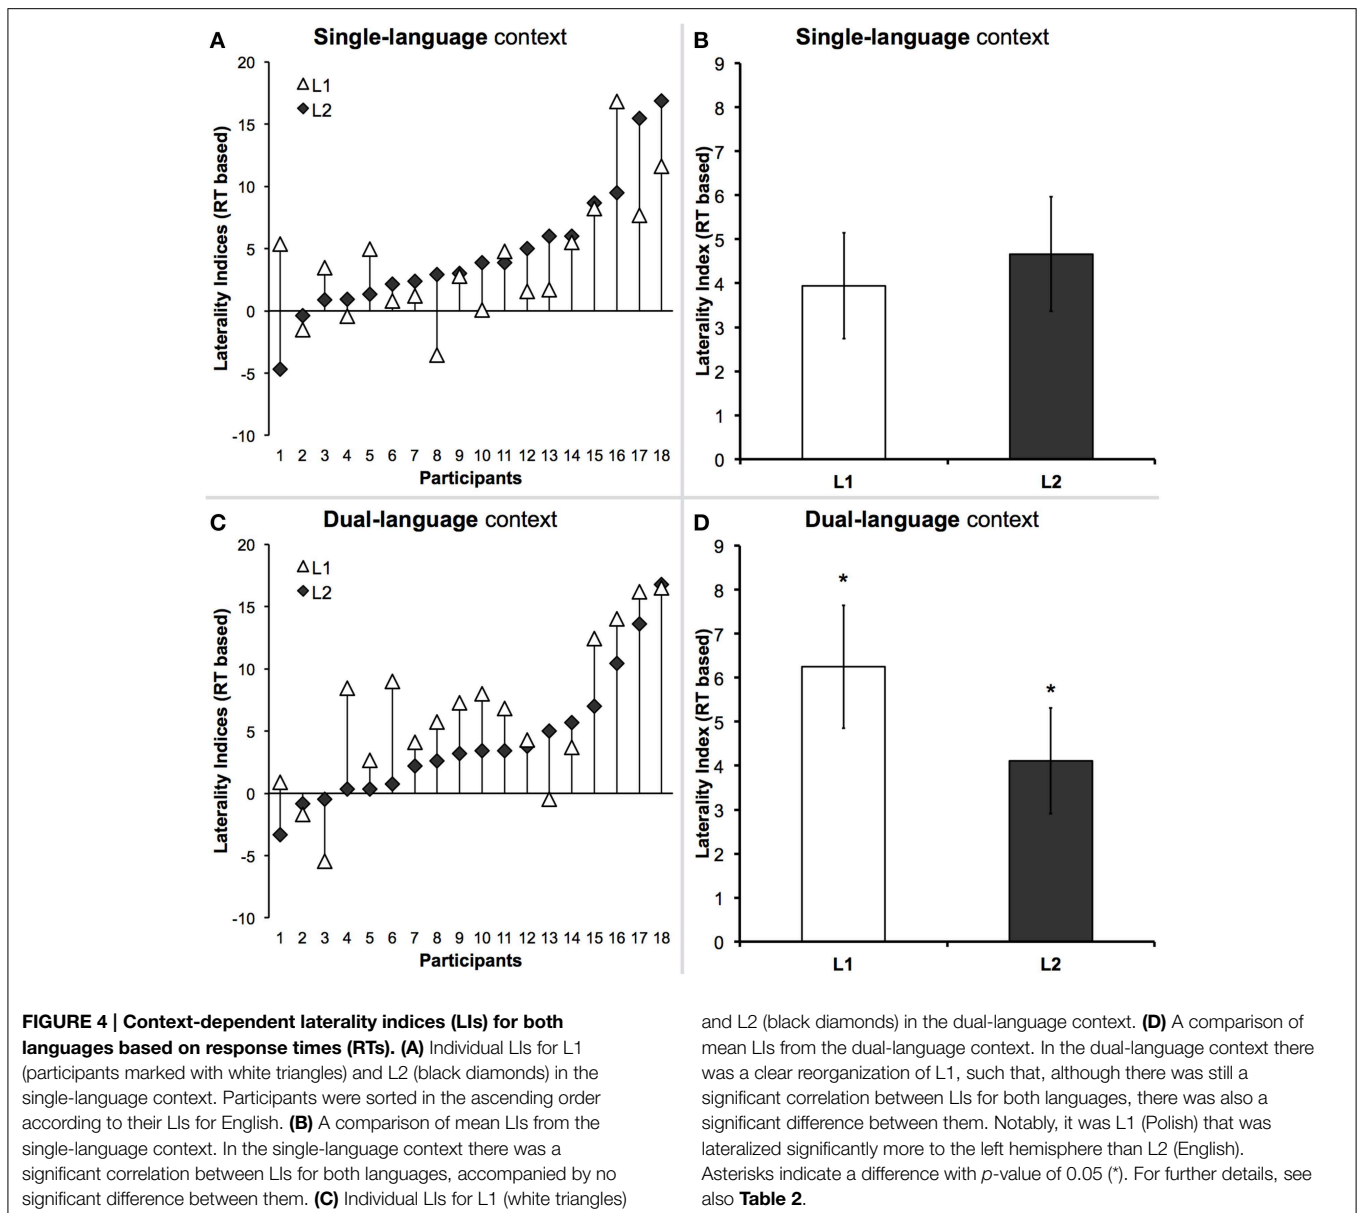 A
Single-language context
20
15
10
5
0
-5
-10
Laterality Indices (RT based)
L1
L2
1 2 3 4 5 6 7 8 9 10 11 12 13 14 15 16 17 18
Participants
B
Single-language context
9
8
7
6
5
4
3
2
1
0
Laterality Index (RT based)
L1 L2
C
Dual-language context
20
15
10
5
0
-5
-10
Laterality Indices (RT based)
L1
L2
1 2 3 4 5 6 7 8 9 10 11 12 13 14 15 16 17 18
Participants
D
Dual-language context
9
8
7
6
5
4
3
2
1
0
Laterality Index (RT based)
*
*
L1 L2
FIGURE 4 | Context-dependent laterality indices (LIs) for both
languages based on response times (RTs). (A) Individual LIs for L1
(participants marked with white triangles) and L2 (black diamonds) in the
single-language context. Participants were sorted in the ascending order
according to their LIs for English. (B) A comparison of mean LIs from the
single-language context. In the single-language context there was a
significant correlation between LIs for both languages, accompanied by no
significant difference between them. (C) Individual LIs for L1 (white triangles)
and L2 (black diamonds) in the dual-language context. (D) A comparison of
mean LIs from the dual-language context. In the dual-language context there
was a clear reorganization of L1, such that, although there was still a
significant correlation between LIs for both languages, there was also a
significant difference between them. Notably, it was L1 (Polish) that was
lateralized significantly more to the left hemisphere than L2 (English).
Asterisks indicate a difference with p-value of 0.05 (*). For further details, see
also Table 2.